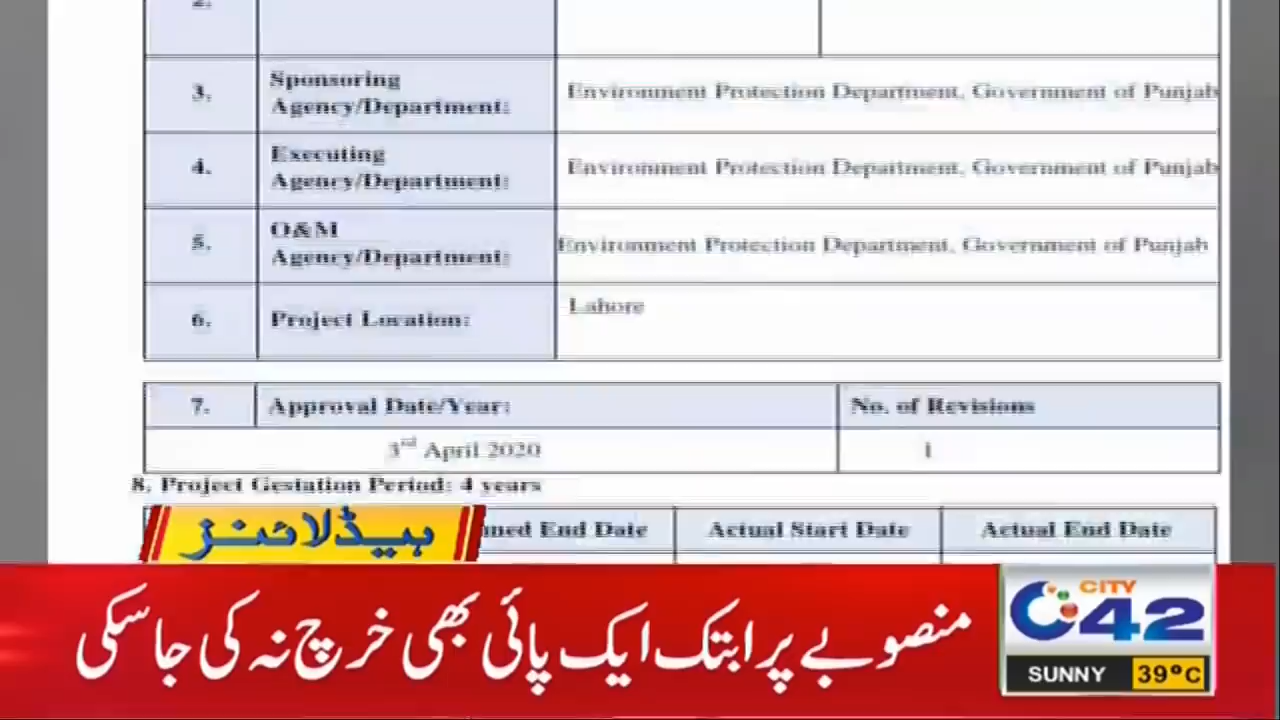 2.
3. Sponsoring Agency/Department: Environment Protection Department, Government of Punjab
4. Executing Agency/Department: Environment Protection Department, Government of Punjab
5. O&M Agency/Department: Environment Protection Department, Government of Punjab
6. Project Location: Lahore
7. Approval Date/Year: No. of Revisions
3rd April 2020 1
8. Project Gestation Period: 4 years
End Date Actual Start Date Actual End Date
ہیڈلائنز
منصوبے پر ابتک ایک پائی بھی خرچ نہ کی جا سکی
CITY
42
SUNNY 39°C